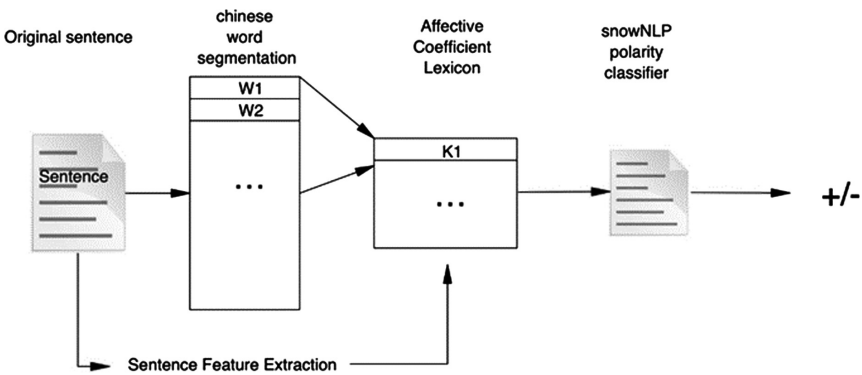 Original sentence
chinese
word
segmentation
Affective
Coefficient
Lexicon
snowNLP
polarity
classifier
Sentence
W1
W2
...
K1
...
+/-
Sentence Feature Extraction